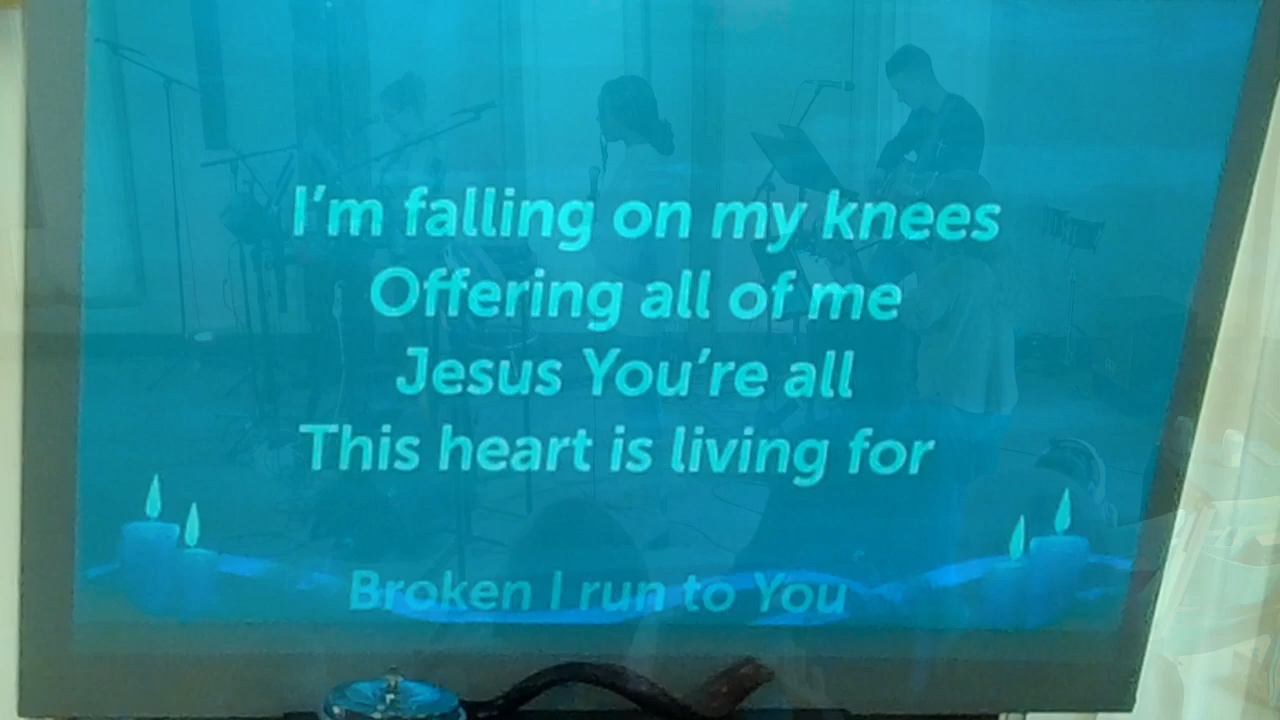 I'm falling on my knees
Offering all of me
Jesus You're all
This heart is living for
Broken I run to You